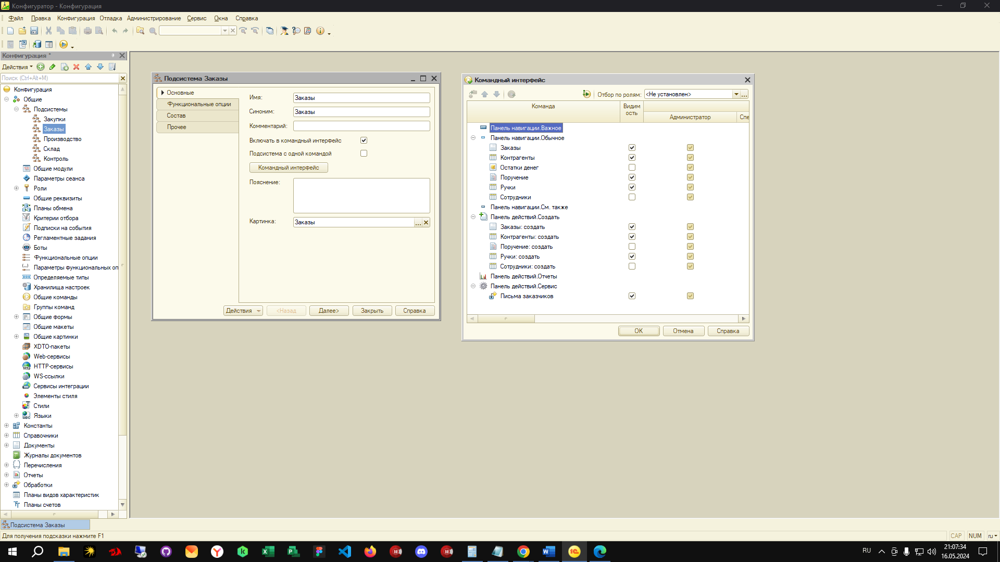 Конфигуратор - Конфигурация
Файл Правка Конфигурация Отладка Администрирование Сервис Окна Справка
Конфигурация *
Действия
Поиск (Ctrl+Alt+M)
Конфигурация
Общие
Подсистемы
Закупки
Заказы
Производство
Склад
Контроль
Общие модули
Параметры сеанса
Роли
Общие реквизиты
Планы обмена
Критерии отбора
Подписки на события
Регламентные задания
Боты
Функциональные опции
Параметры функциональных оп
Определяемые типы
Хранилища настроек
Общие команды
Группы команд
Общие формы
Общие макеты
Общие картинки
XDTO-пакеты
Web-сервисы
HTTP-сервисы
WS-ссылки
Сервисы интеграции
Элементы стиля
Стили
Языки
Константы
Справочники
Документы
Журналы документов
Перечисления
Отчеты
Обработки
Планы видов характеристик
Планы счетов
Подсистема Заказы
Основные
Функциональные опции
Состав
Прочее
Имя: Заказы
Синоним: Заказы
Комментарий:
Включать в командный интерфейс
Подсистема с одной командой
Командный интерфейс
Пояснение:
Картинка: Заказы
Действия <Назад Далее> Закрыть Справка
Командный интерфейс
Отбор по ролям: <Не установлен>
Команда Видим ость Администратор Спе
Панель навигации.Важное
Панель навигации.Обычное
Заказы
Контрагенты
Остатки денег
Поручение
Ручки
Сотрудники
Панель навигации.См. также
Панель действий.Создать
Заказы: создать
Контрагенты: создать
Поручение: создать
Ручки: создать
Сотрудники: создать
Панель действий.Отчеты
Панель действий.Сервис
Письма заказчиков
OK Отмена Справка
Подсистема Заказы
Для получения подсказки нажмите F1
CAP NUM ru
RU
21:07:34
16.05.2024